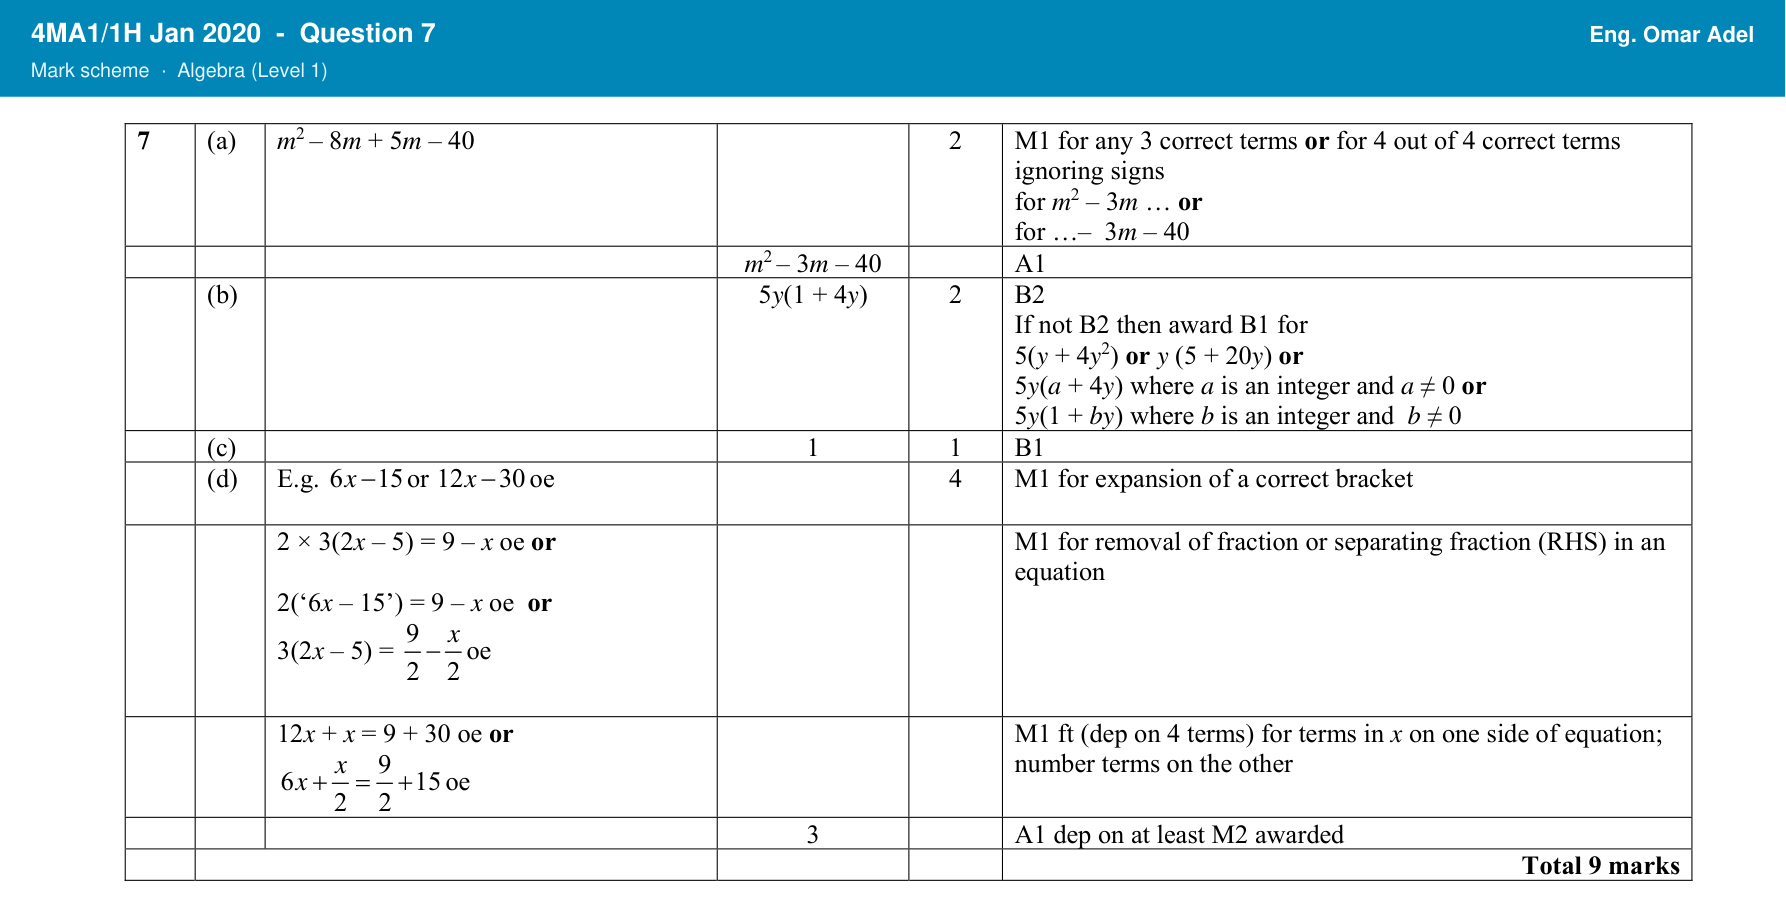 4MA1/1H Jan 2020 - Question 7
Eng. Omar Adel
Mark scheme · Algebra (Level 1)
7 (a) m² – 8m + 5m – 40 2 M1 for any 3 correct terms or for 4 out of 4 correct terms
ignoring signs
for m² – 3m … or
for …– 3m – 40
m² – 3m – 40 A1
(b) 5y(1 + 4y) 2 B2
If not B2 then award B1 for
5(y + 4y²) or y (5 + 20y) or
5y(a + 4y) where a is an integer and a ≠ 0 or
5y(1 + by) where b is an integer and b ≠ 0
(c) 1 1 B1
(d) E.g. 6x – 15 or 12x – 30 oe 4 M1 for expansion of a correct bracket
2 × 3(2x – 5) = 9 – x oe or M1 for removal of fraction or separating fraction (RHS) in an
equation
2(‘6x – 15’) = 9 – x oe or
3(2x – 5) = 9/2 – x/2 oe
12x + x = 9 + 30 oe or M1 ft (dep on 4 terms) for terms in x on one side of equation;
number terms on the other
6x + x/2 = 9/2 + 15 oe
3 A1 dep on at least M2 awarded
Total 9 marks